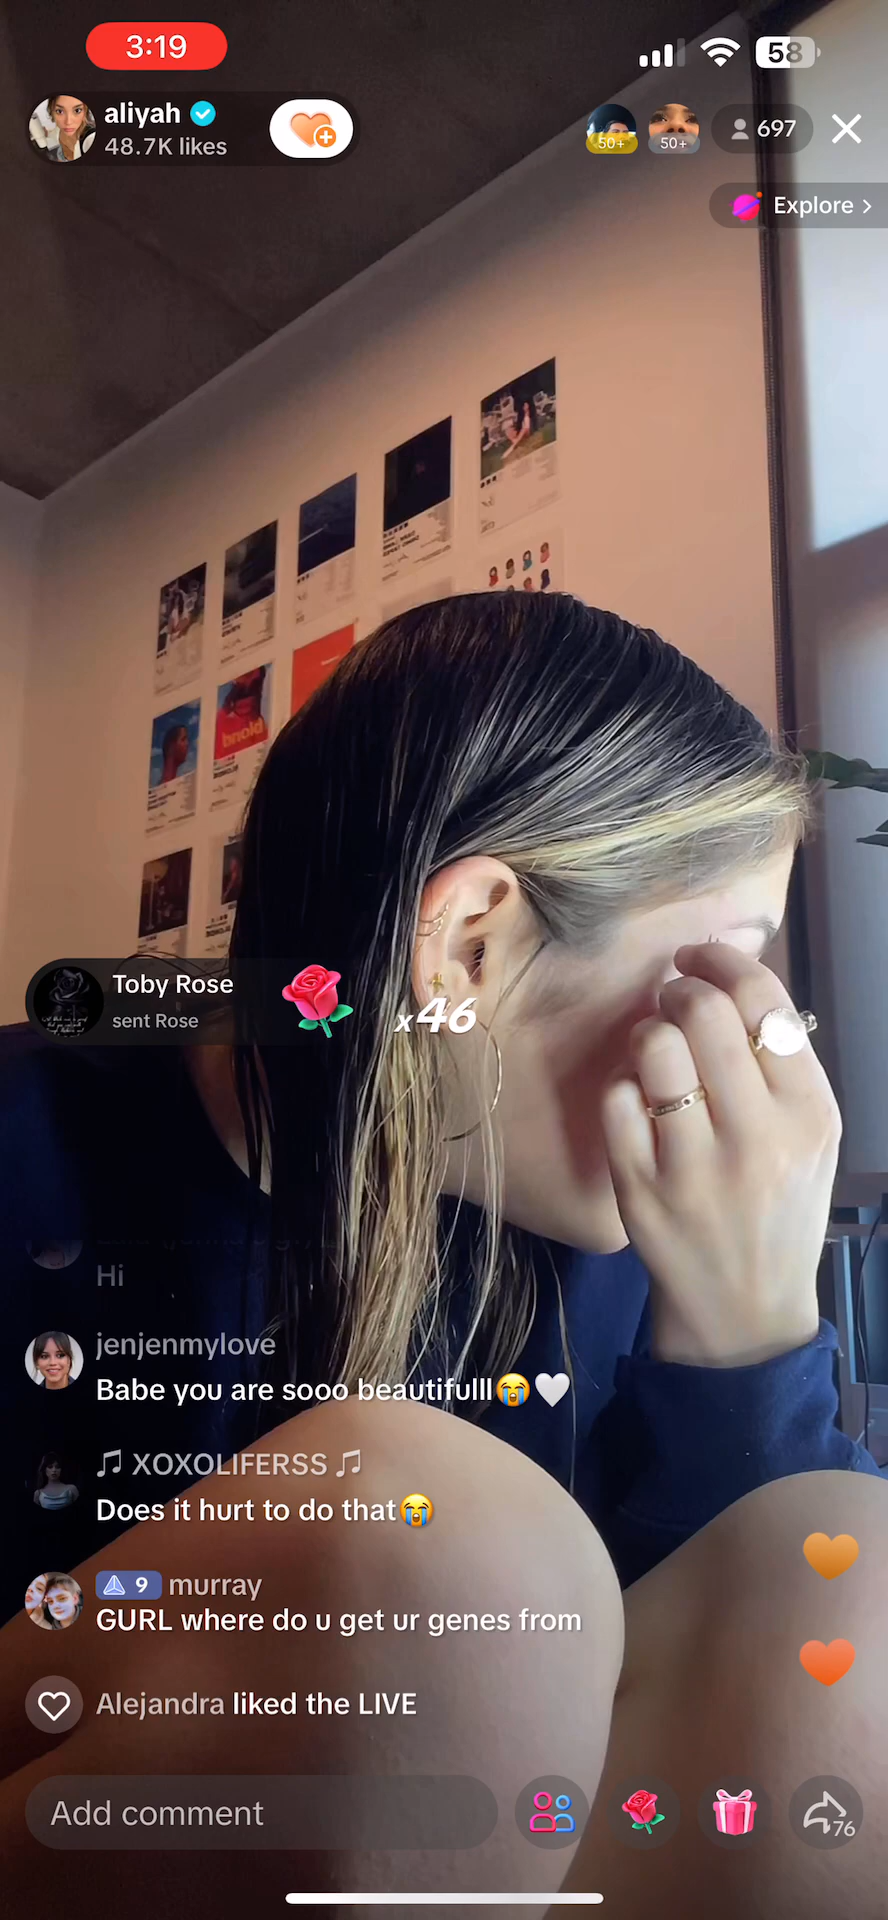 3:19
58
aliyah
48.7K likes
50+
50+
697
Explore >
Toby Rose
sent Rose
x46
Hi
jenjenmylove
Babe you are sooo beautifulll😭🤍
🎵 XOXOLIFERSS 🎵
Does it hurt to do that😭
9 murray
GURL where do u get ur genes from
Alejandra liked the LIVE
Add comment
76